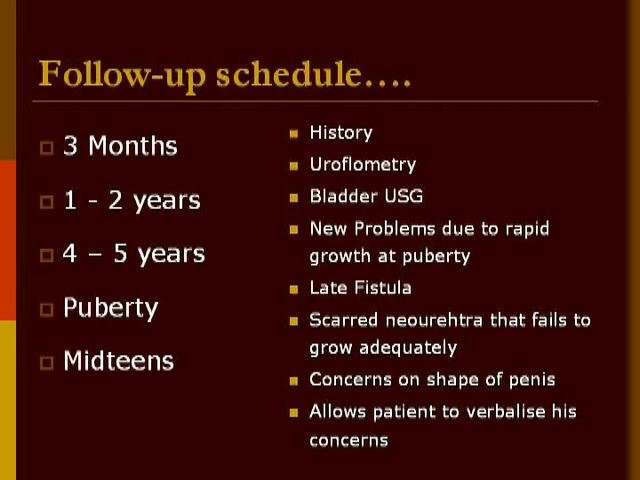 Follow-up schedule....
3 Months
1 - 2 years
4 – 5 years
Puberty
Midteens
History
Uroflometry
Bladder USG
New Problems due to rapid
growth at puberty
Late Fistula
Scarred neourehtra that fails to
grow adequately
Concerns on shape of penis
Allows patient to verbalise his
concerns